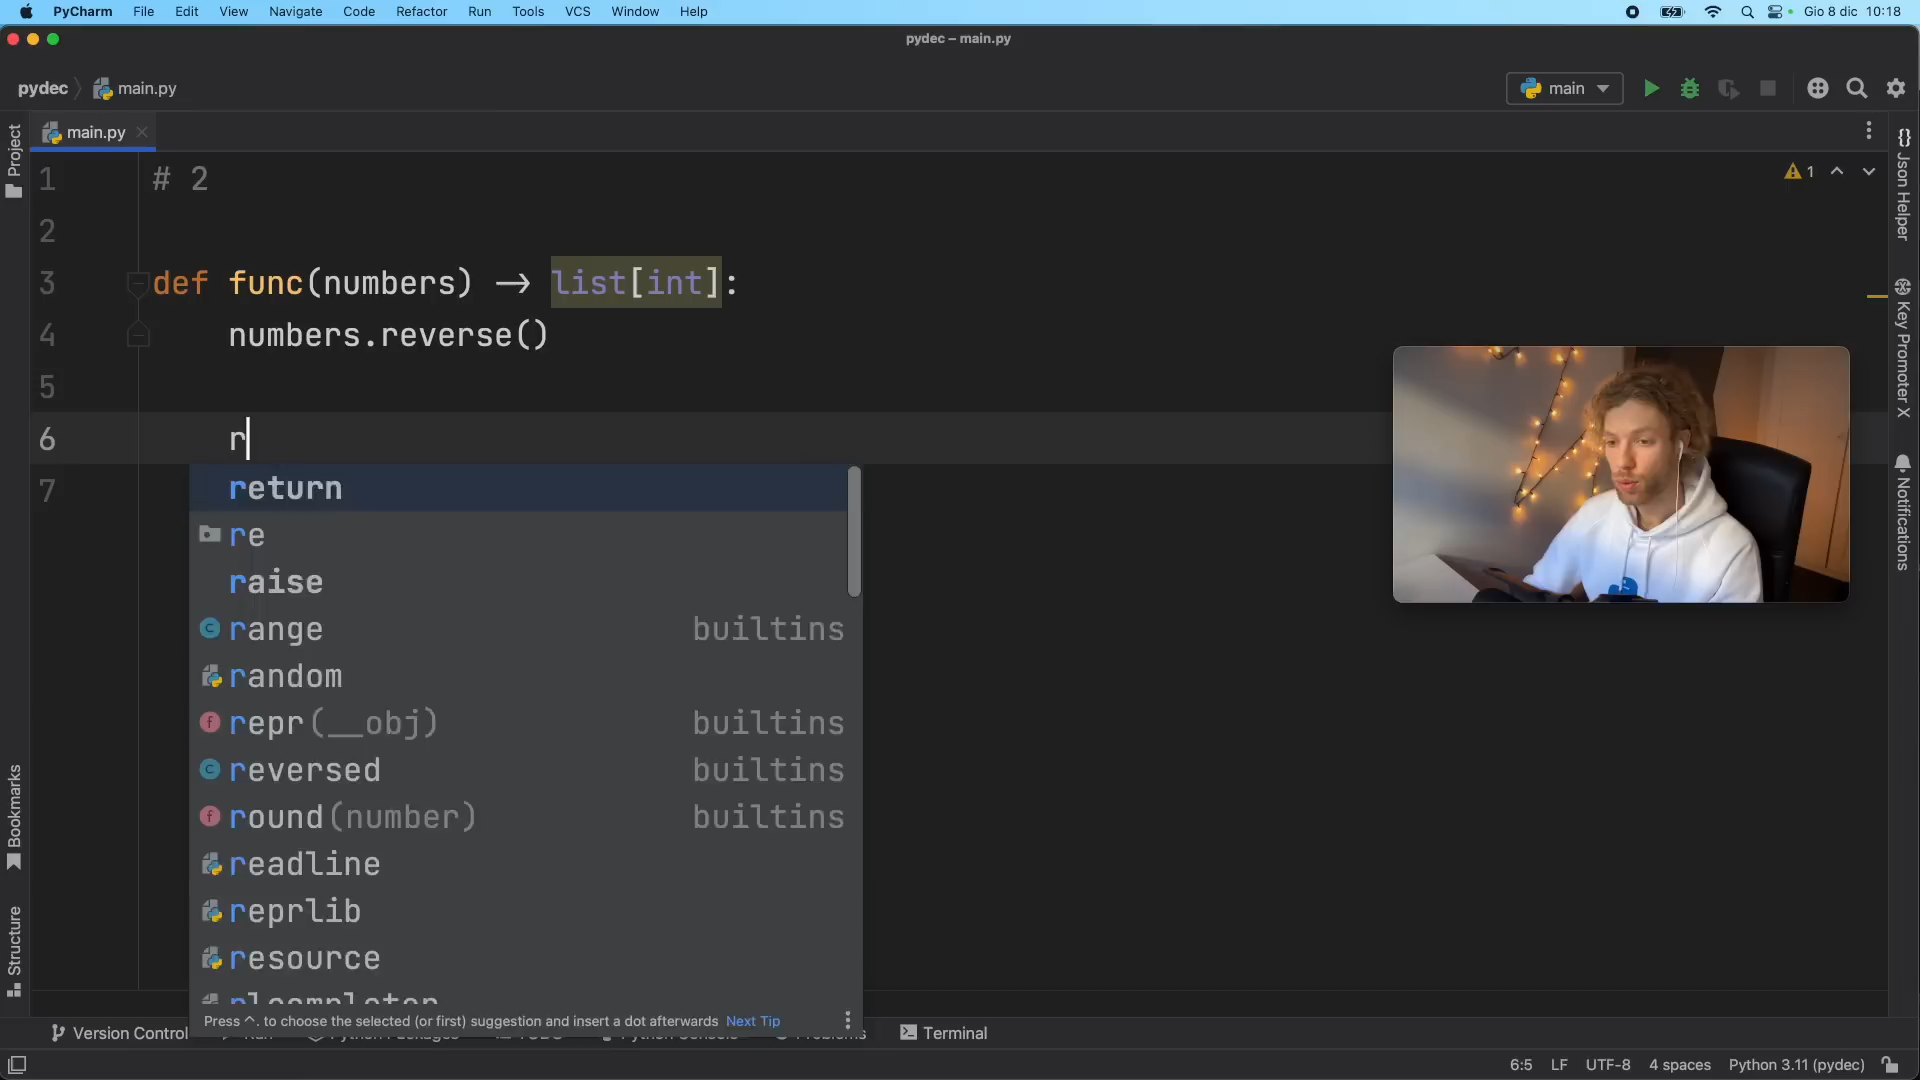 PyCharm File Edit View Navigate Code Refactor Run Tools VCS Window Help Gio 8 dic 10:18
pydec – main.py
pydec main.py main
Project
main.py
1 # 2
1
2
3 def func(numbers) -> list[int]:
4 numbers.reverse()
5
6 r
7
return
re
raise
range builtins
random
repr(__obj) builtins
reversed builtins
round(number) builtins
readline
reprlib
resource
rlcompleter
Press ^. to choose the selected (or first) suggestion and insert a dot afterwards Next Tip
{} Json Helper
Key Promoter X
Notifications
Bookmarks
Structure
Version Control Terminal
6:5 LF UTF-8 4 spaces Python 3.11 (pydec)